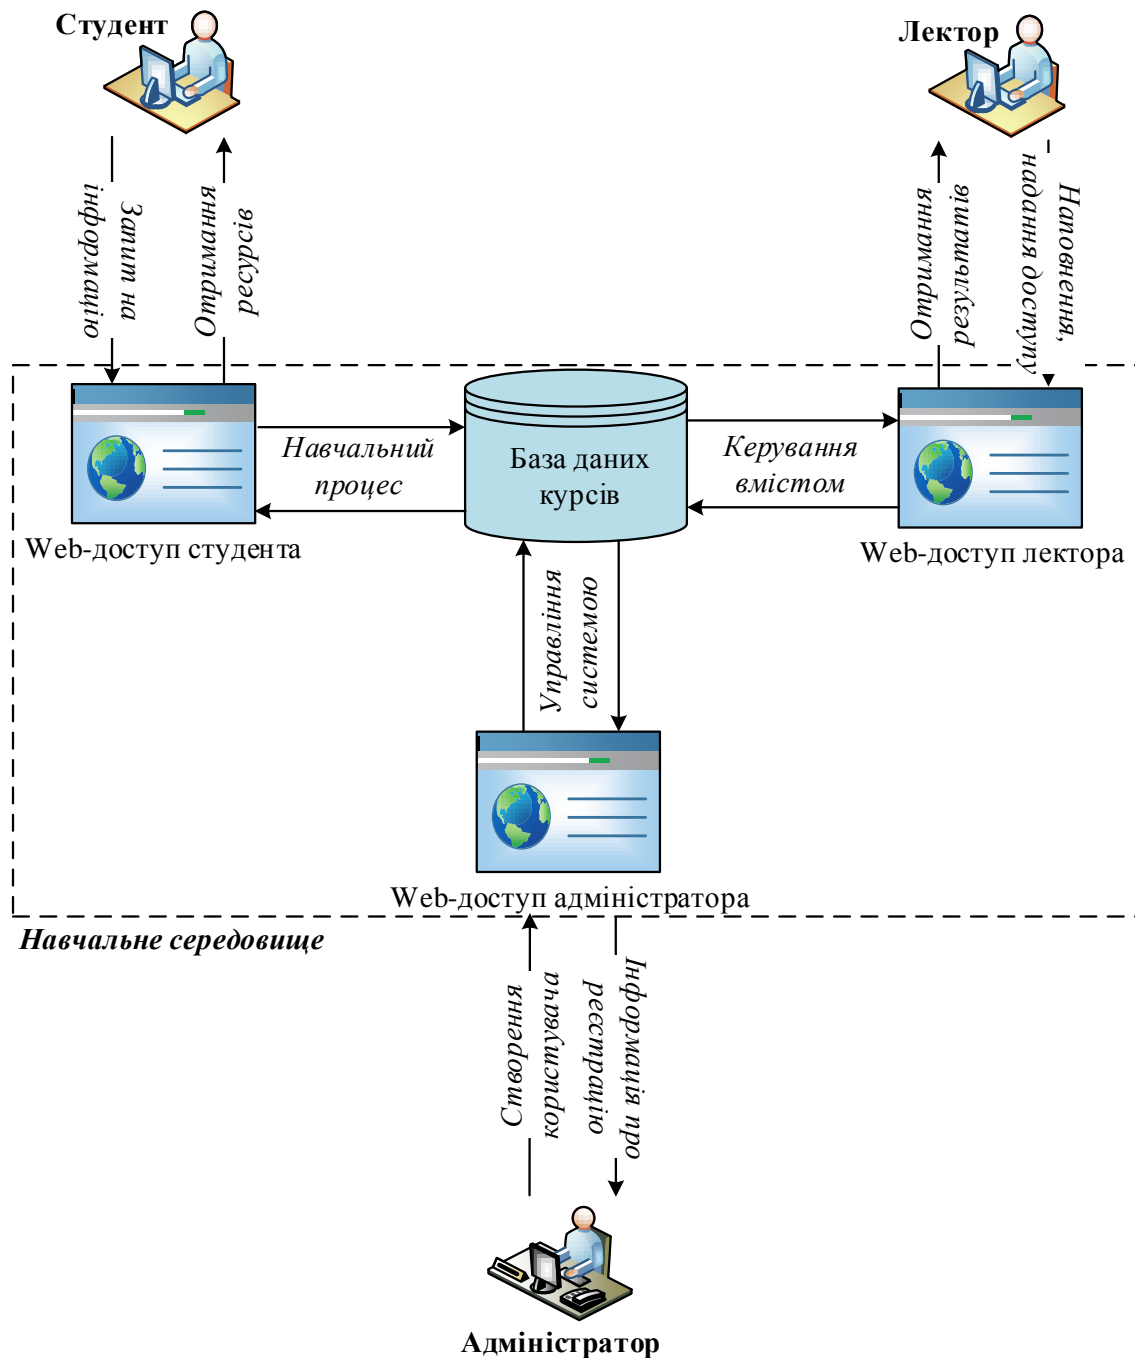 Студент
Лектор
Запит на
інформацію
Отримання
ресурсів
Отримання
результатів
Наповнення,
надання доступу
Навчальний
процес
База даних
курсів
Керування
вмістом
Web-доступ студента
Web-доступ лектора
Управління
системою
Web-доступ адміністратора
Навчальне середовище
Створення
користувача
Інформація про
реєстрацію
Адміністратор